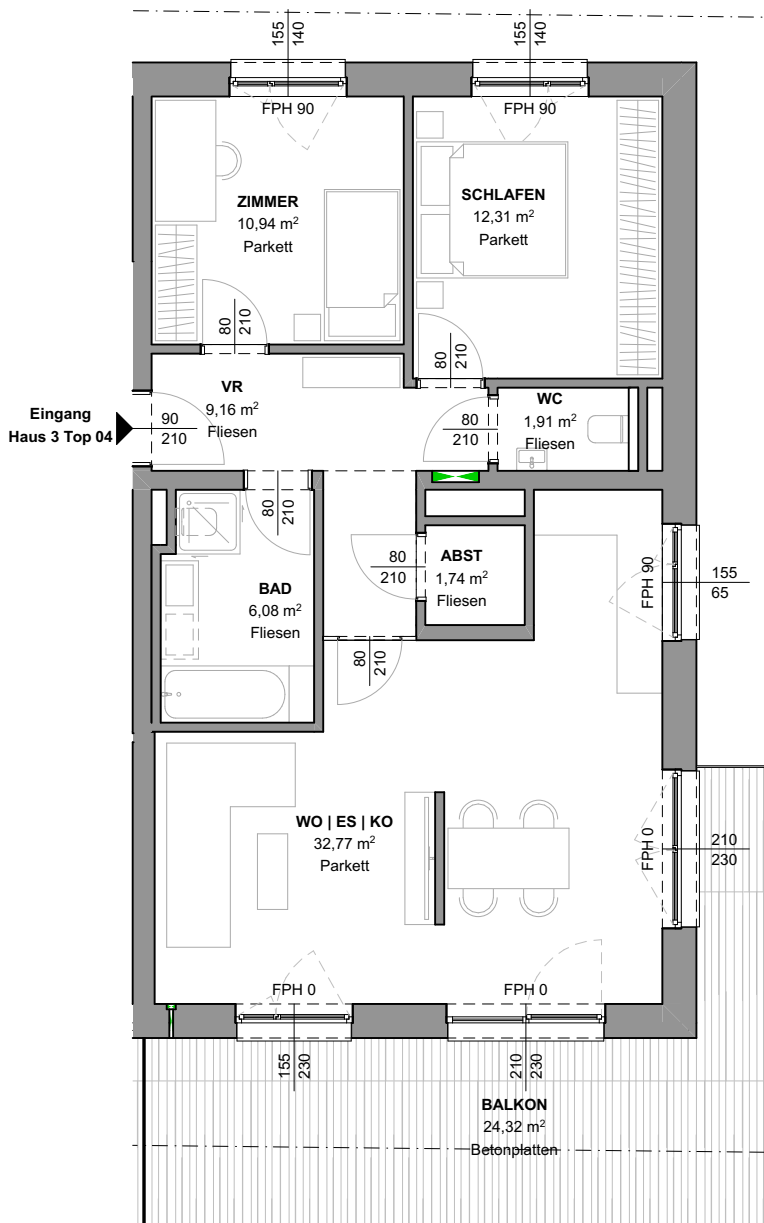 155
140
155
140
FPH 90
FPH 90
ZIMMER
10,94 m²
Parkett
SCHLAFEN
12,31 m²
Parkett
80
210
80
210
VR
9,16 m²
Fliesen
WC
1,91 m²
Fliesen
Eingang
Haus 3 Top 04
90
210
80
210
80
210
80
210
ABST
1,74 m²
Fliesen
BAD
6,08 m²
Fliesen
FPH 90
155
65
80
210
WO | ES | KO
32,77 m²
Parkett
FPH 0
210
230
FPH 0
FPH 0
155
230
210
230
BALKON
24,32 m²
Betonplatten